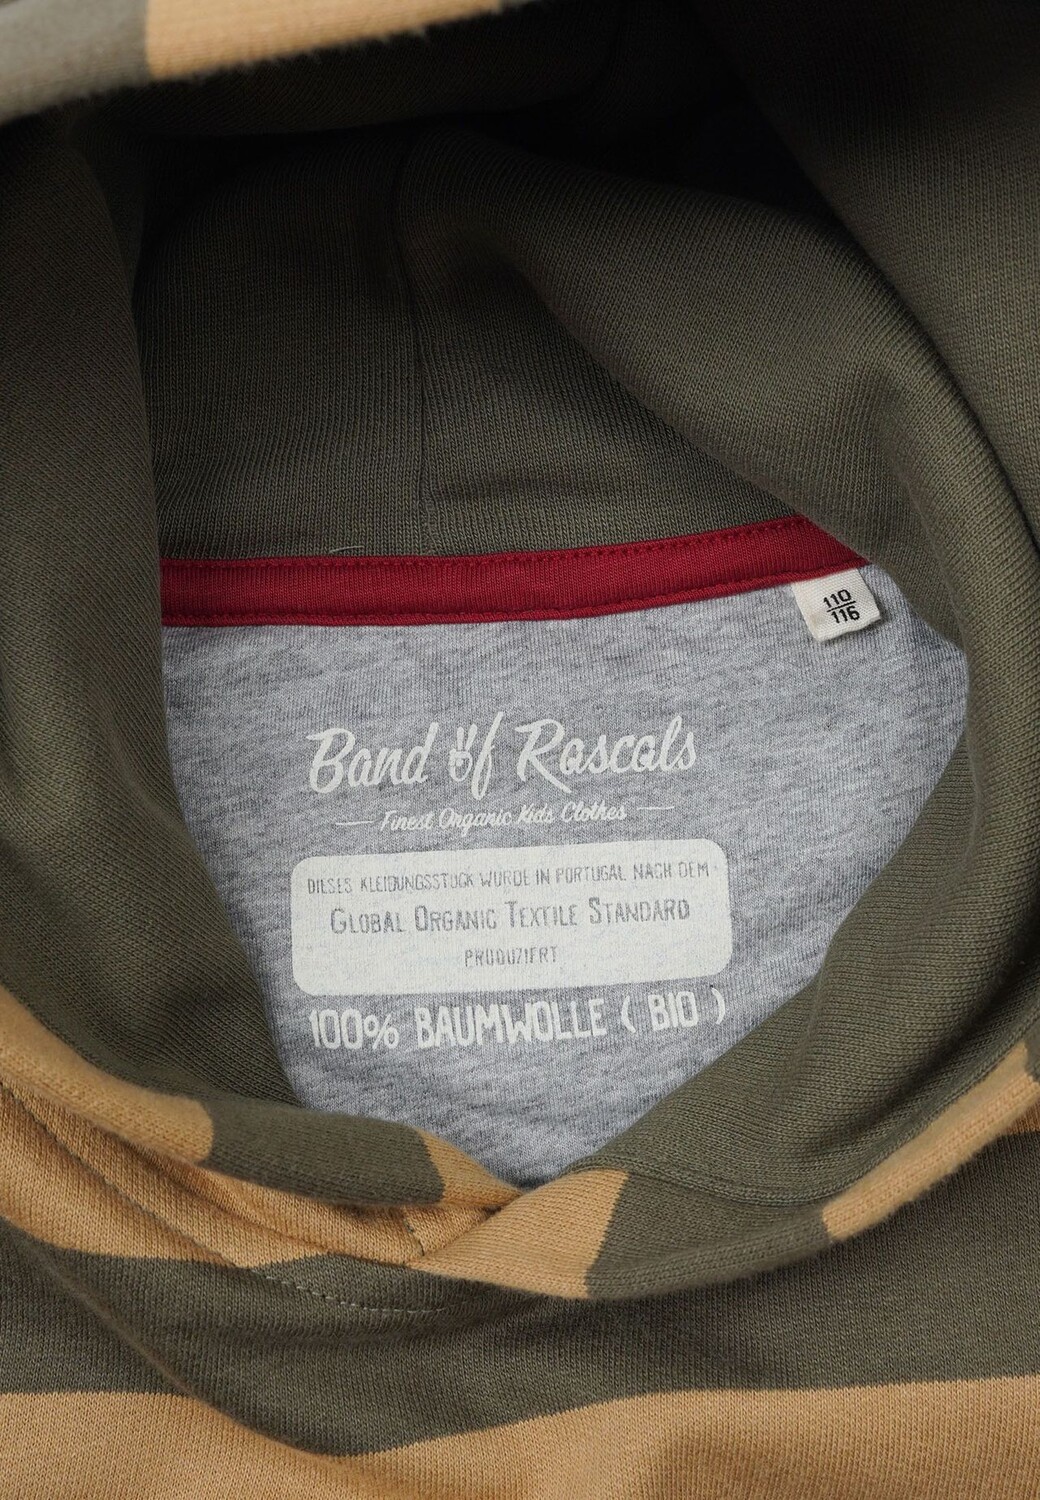 110
116
Band of Rascals
Finest Organic Kids Clothes
DIESES KLEIDUNGSSTÜCK WURDE IN PORTUGAL NACH DEM
GLOBAL ORGANIC TEXTILE STANDARD
PRODUZIERT
100% BAUMWOLLE ( BIO )